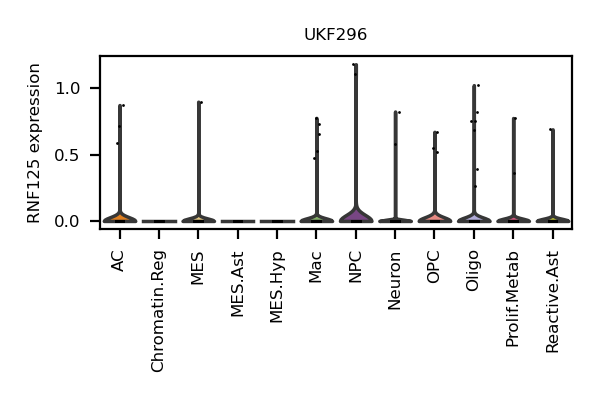 UKF296
RNF125 expression
1.0
0.5
0.0
AC
Chromatin.Reg
MES
MES.Ast
MES.Hyp
Mac
NPC
Neuron
OPC
Oligo
Prolif.Metab
Reactive.Ast